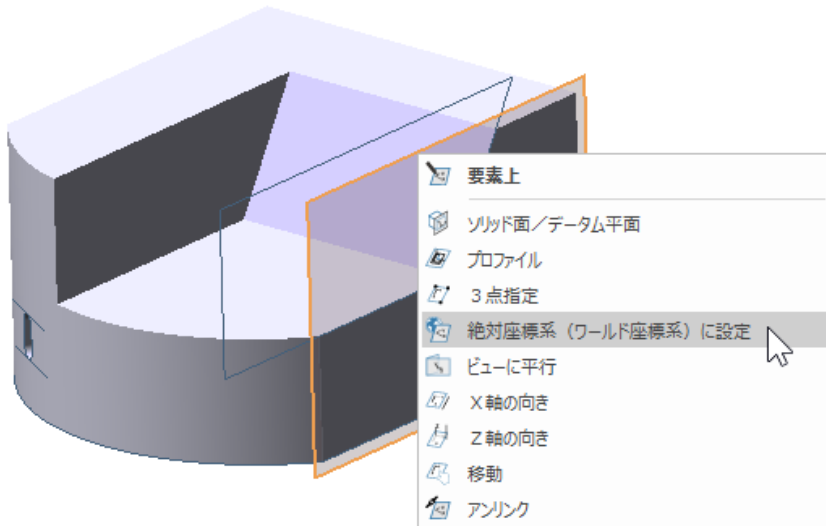 要素上
ソリッド面／データム平面
プロファイル
３点指定
絶対座標系（ワールド座標系）に設定
ビューに平行
Ｘ軸の向き
Ｚ軸の向き
移動
アンリンク